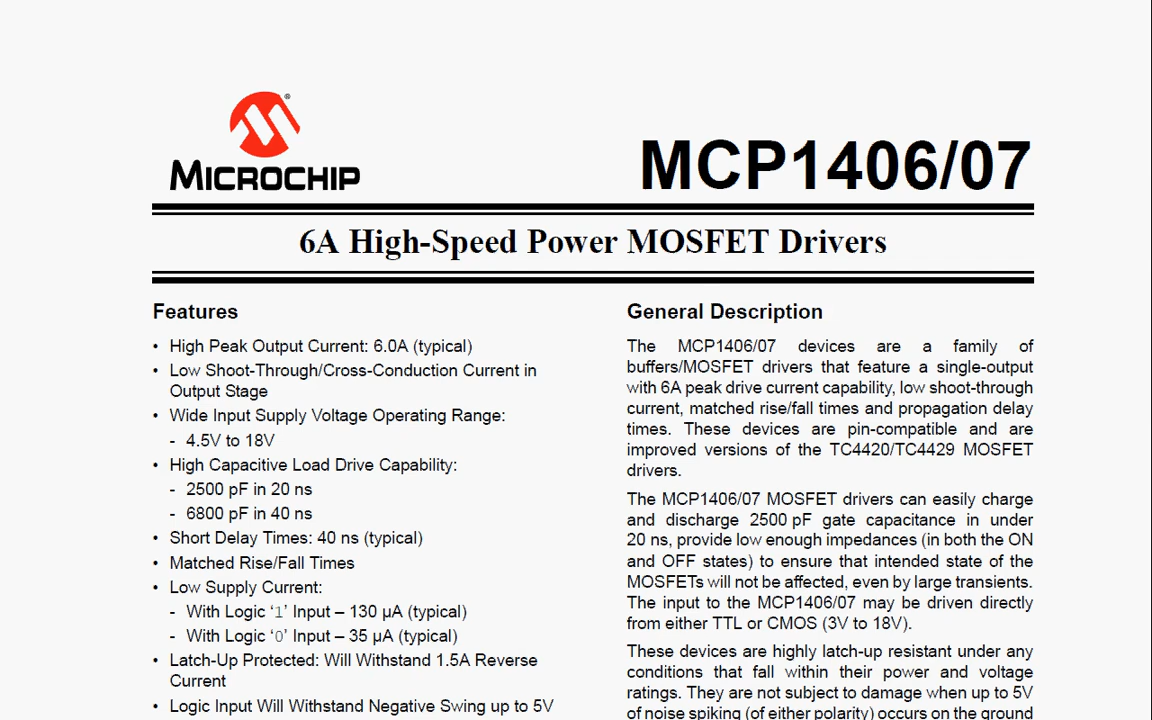 MICROCHIP
MCP1406/07
6A High-Speed Power MOSFET Drivers
Features
• High Peak Output Current: 6.0A (typical)
• Low Shoot-Through/Cross-Conduction Current in
Output Stage
• Wide Input Supply Voltage Operating Range:
- 4.5V to 18V
• High Capacitive Load Drive Capability:
- 2500 pF in 20 ns
- 6800 pF in 40 ns
• Short Delay Times: 40 ns (typical)
• Matched Rise/Fall Times
• Low Supply Current:
- With Logic ‘1’ Input – 130 µA (typical)
- With Logic ‘0’ Input – 35 µA (typical)
• Latch-Up Protected: Will Withstand 1.5A Reverse
Current
• Logic Input Will Withstand Negative Swing up to 5V
General Description
The MCP1406/07 devices are a family of
buffers/MOSFET drivers that feature a single-output
with 6A peak drive current capability, low shoot-through
current, matched rise/fall times and propagation delay
times. These devices are pin-compatible and are
improved versions of the TC4420/TC4429 MOSFET
drivers.
The MCP1406/07 MOSFET drivers can easily charge
and discharge 2500 pF gate capacitance in under
20 ns, provide low enough impedances (in both the ON
and OFF states) to ensure that intended state of the
MOSFETs will not be affected, even by large transients.
The input to the MCP1406/07 may be driven directly
from either TTL or CMOS (3V to 18V).
These devices are highly latch-up resistant under any
conditions that fall within their power and voltage
ratings. They are not subject to damage when up to 5V
of noise spiking (of either polarity) occurs on the ground